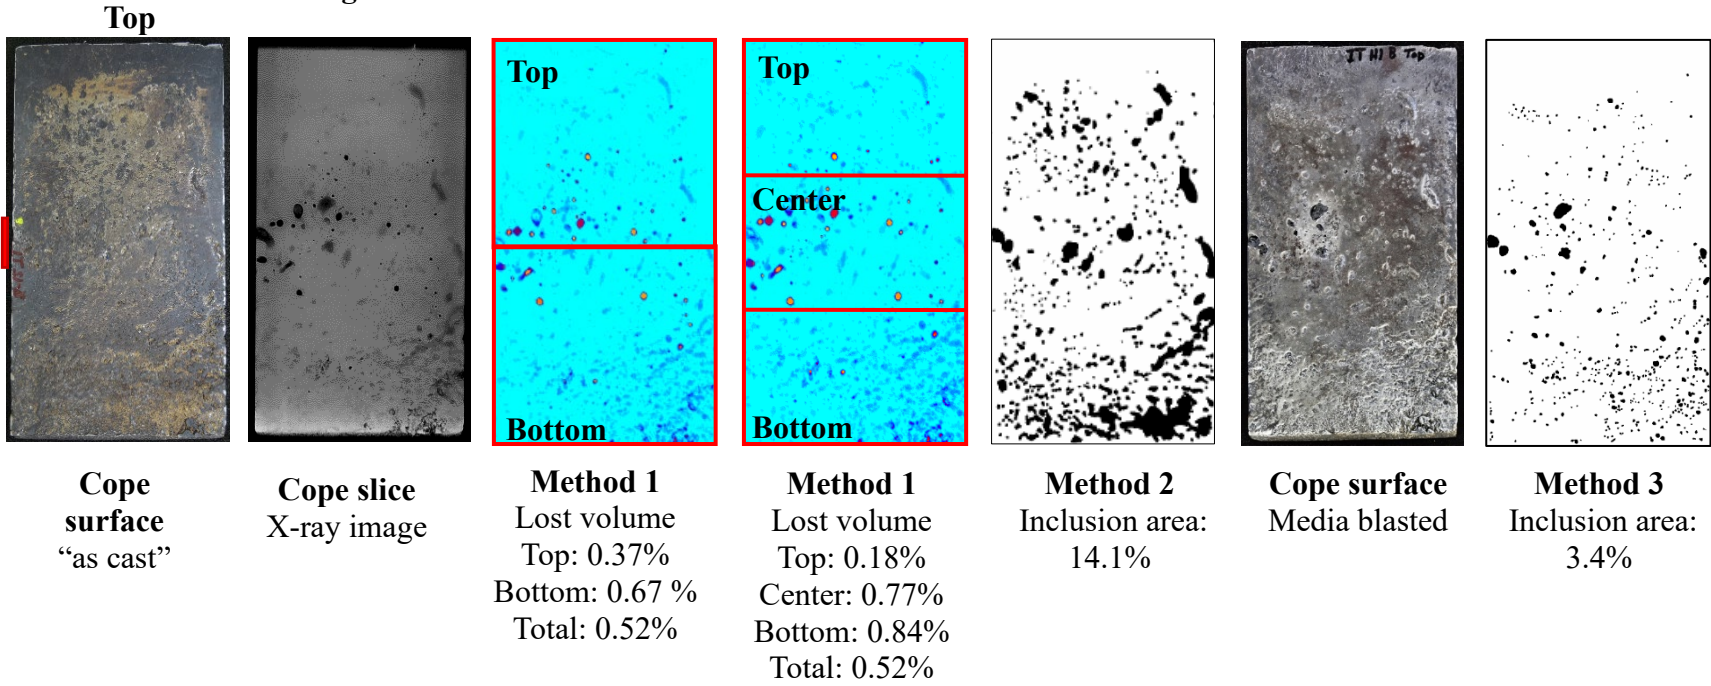 Top
Top
Bottom
Top
Center
Bottom
IT H1 B Top
Cope
surface
“as cast”
Cope slice
X-ray image
Method 1
Lost volume
Top: 0.37%
Bottom: 0.67 %
Total: 0.52%
Method 1
Lost volume
Top: 0.18%
Center: 0.77%
Bottom: 0.84%
Total: 0.52%
Method 2
Inclusion area:
14.1%
Cope surface
Media blasted
Method 3
Inclusion area:
3.4%